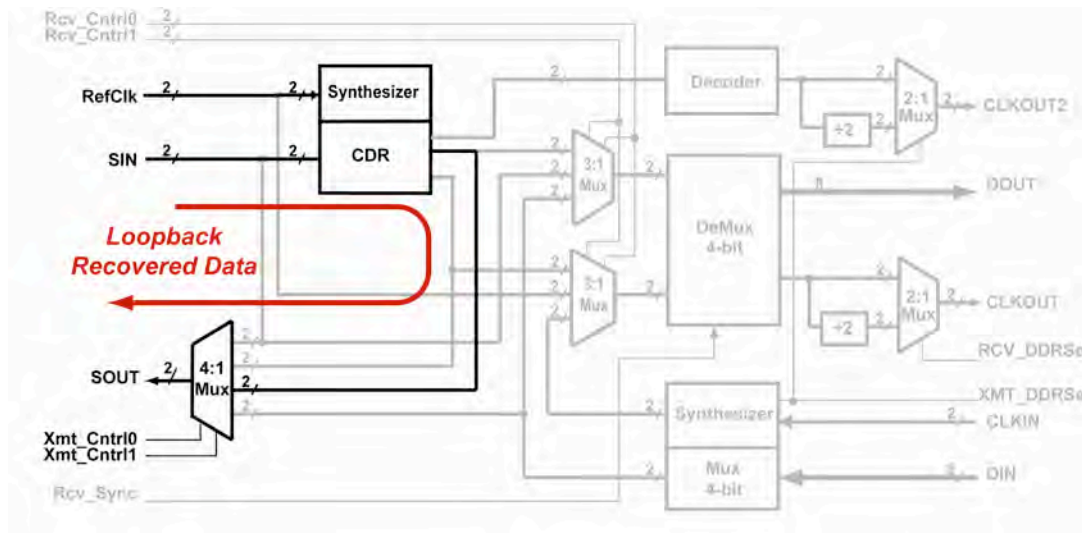 Rcv_Cntrl0 2
Rcv_Cntrl1 2
RefClk 2 2
Synthesizer
SIN 2 2
CDR
Loopback
Recovered Data
SOUT 2
4:1
Mux
2
2
2
2
Xmt_Cntrl0
Xmt_Cntrl1
Rcv_Sync
2
Decoder
2
÷2 2
2:1
Mux
2 CLKOUT2
2
2
2
3:1
Mux
2
DeMux
4-bit
n DOUT
2
2
2
3:1
Mux
2
2
÷2 2
2:1
Mux
2 CLKOUT
RCV_DDRSe
XMT_DDRSe
2 Synthesizer
2 CLKIN
2 Mux
4-bit
DIN